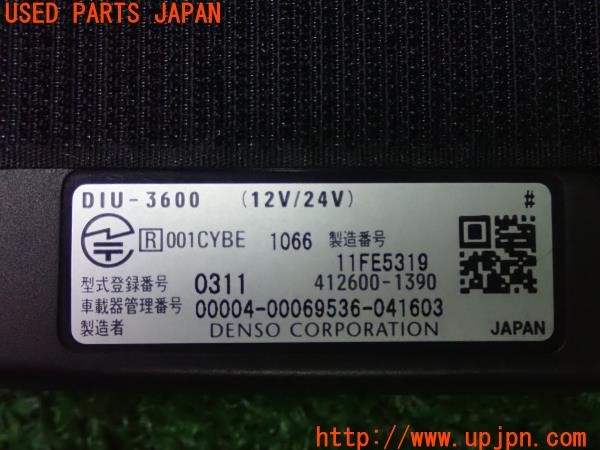 USED PARTS JAPAN
DIU-3600 (12V/24V) #
R 001CYBE 1066 製造番号
11FE5319
型式登録番号 0311 412600-1390
車載器管理番号 00004-00069536-041603
製造者 DENSO CORPORATION JAPAN
http://www.upjpn.com/